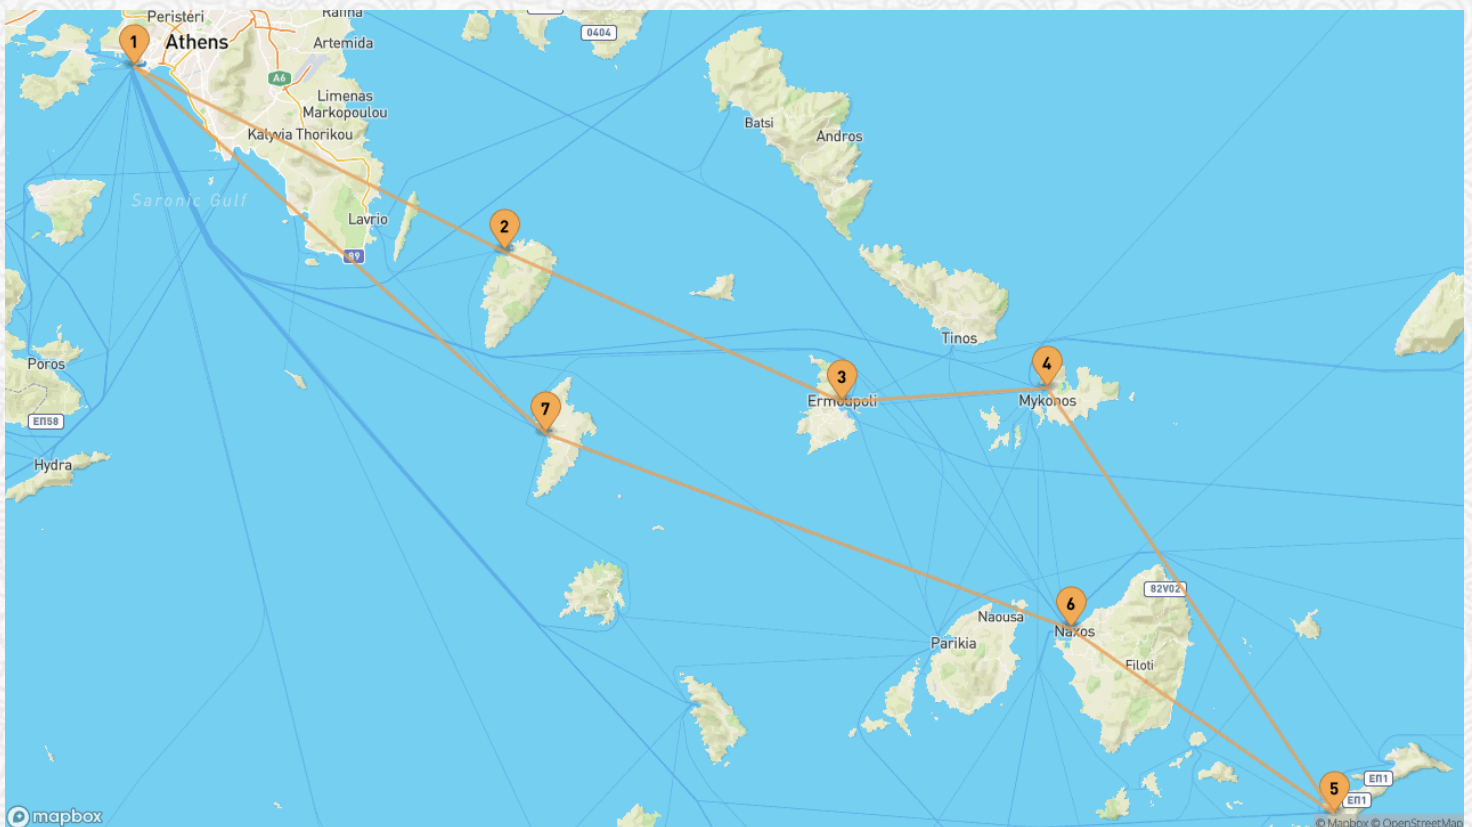 Peristeri
Rafina
1
Athens
Artemida
0404
A6
Limenas
Markopoulou
Kalyvia Thorikou
Batsi
Andros
Saronic Gulf
Lavrio
2
89
Tinos
Poros
4
3
Ermoupoli
Mykonos
7
ΕΠ58
Hydra
82V02
6
Naousa
Naxos
Parikia
Filoti
5
ΕΠ1
ΕΠ1
mapbox
© Mapbox © OpenStreetMap